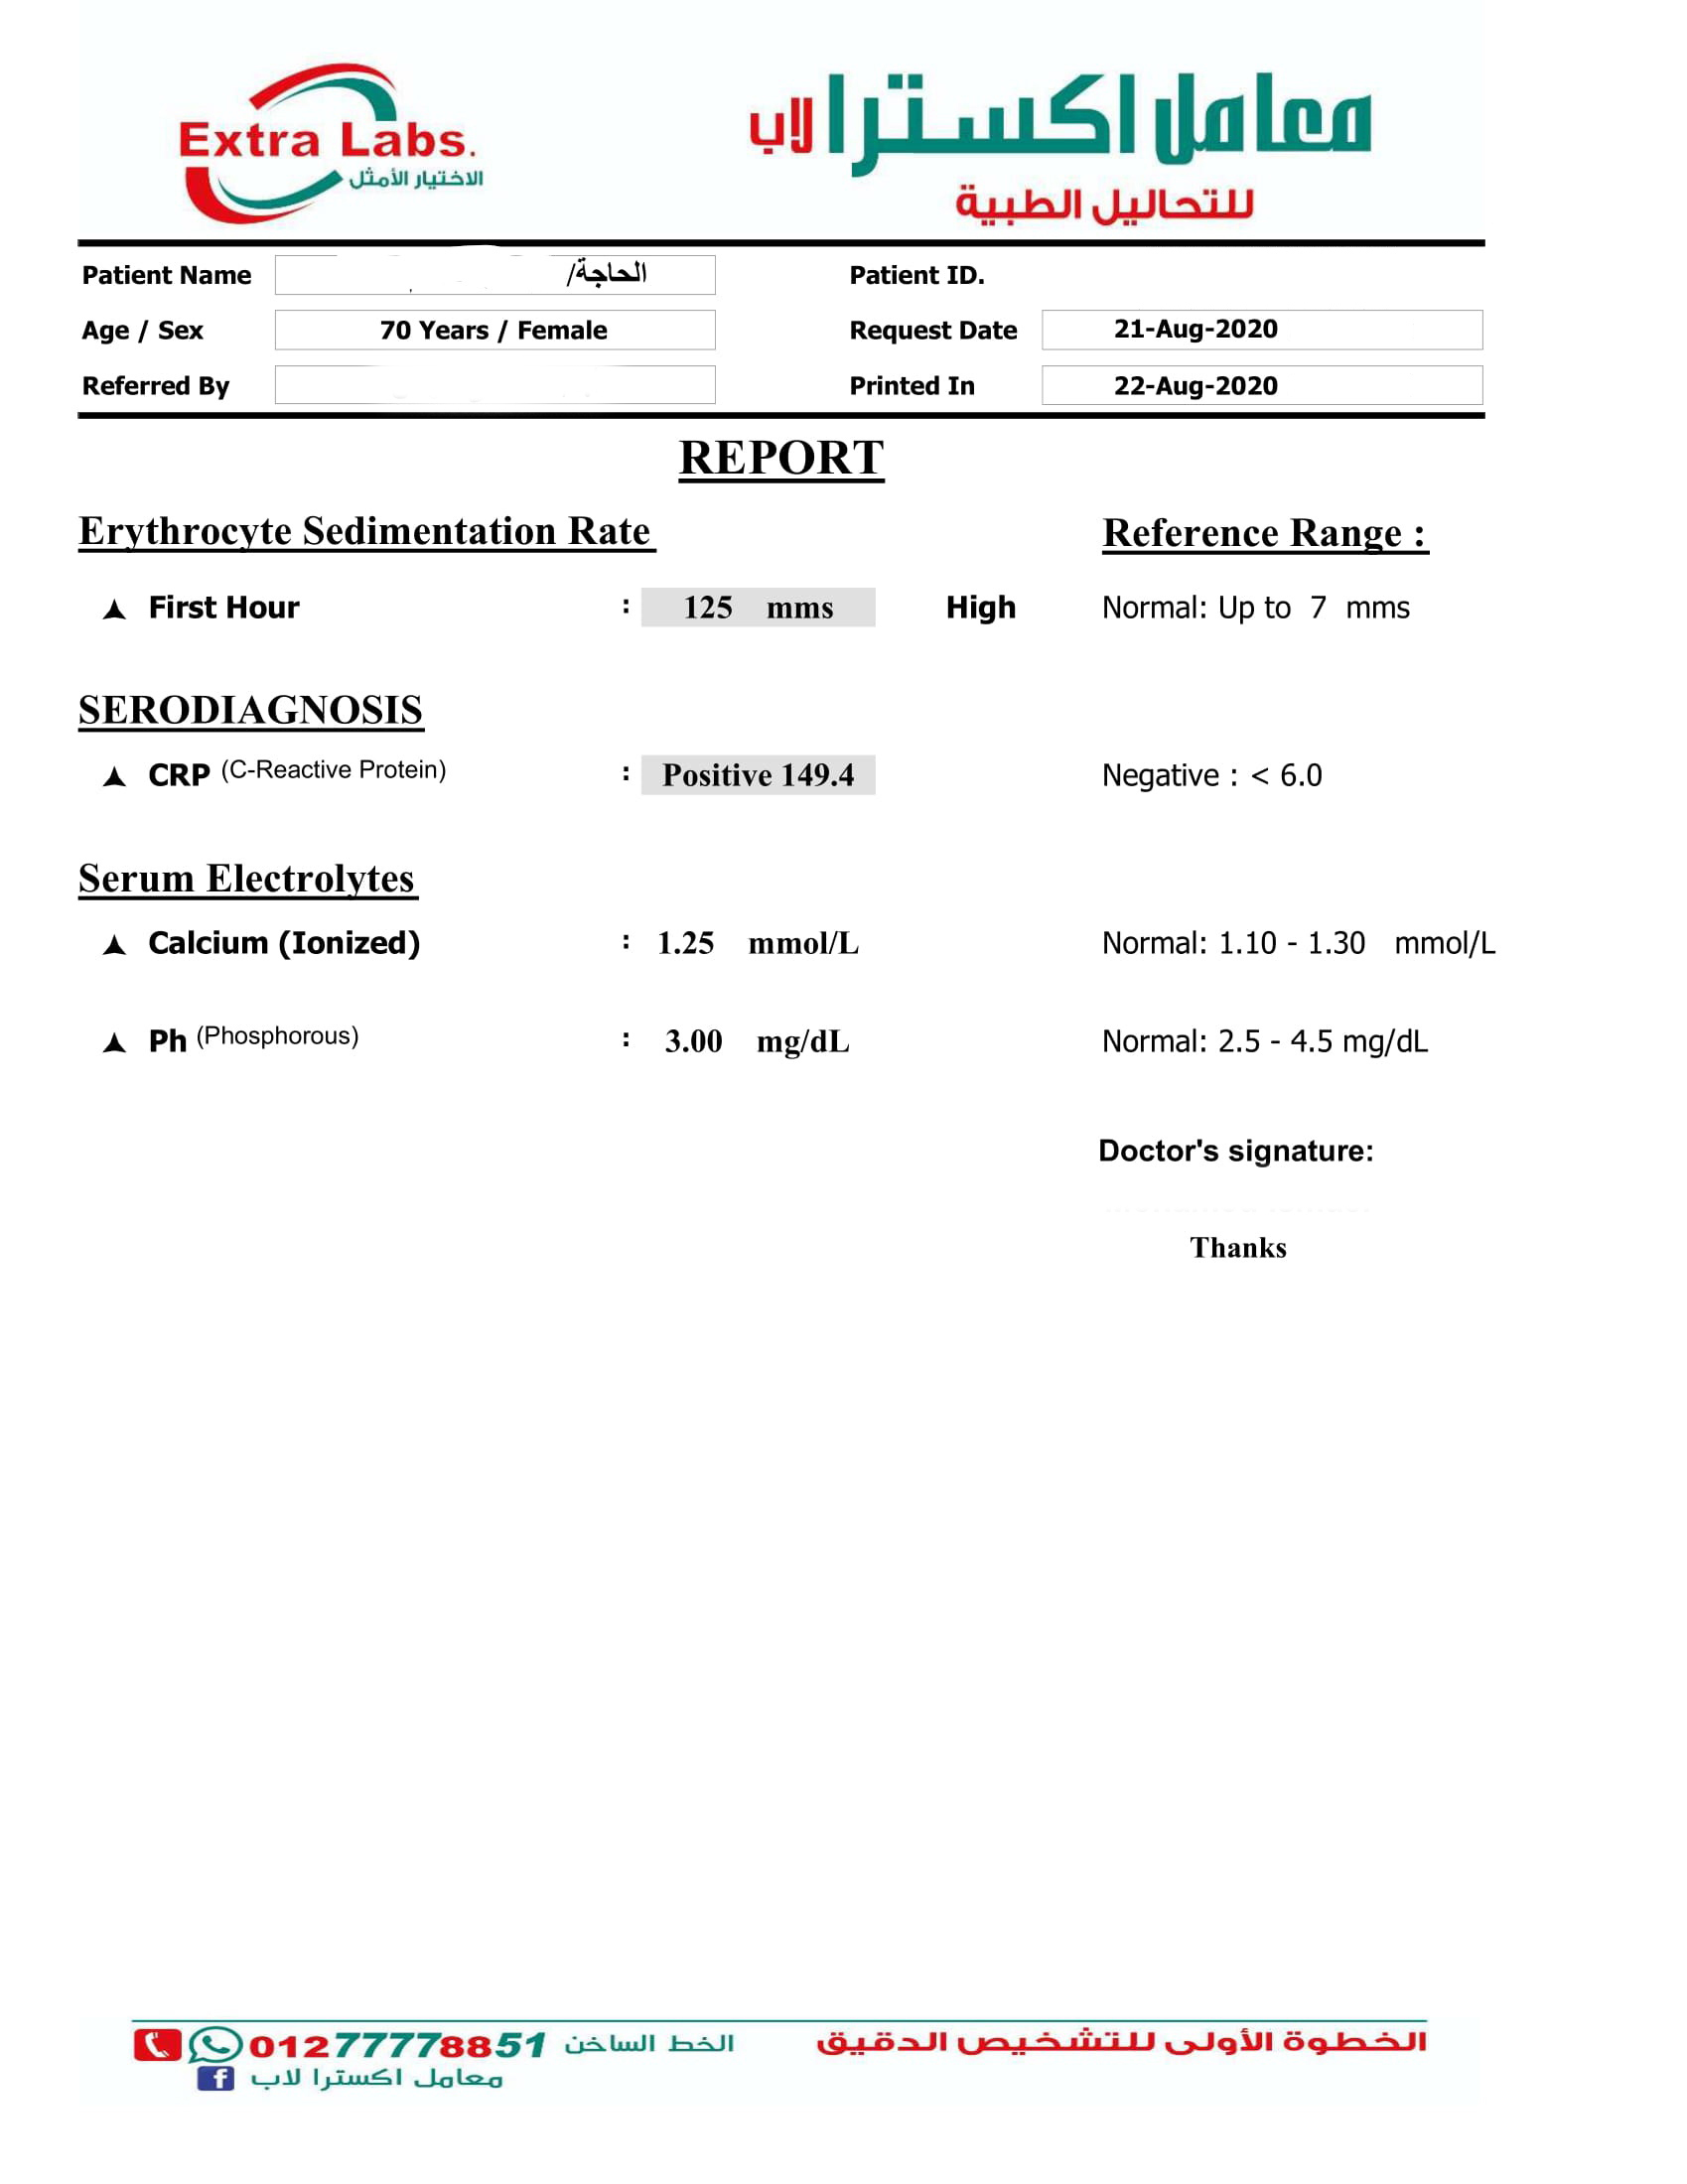 Extra Labs.
الاختيار الأمثل
معامل اكسترا لاب
للتحاليل الطبية
Patient Name الحاجة/ Patient ID.
Age / Sex 70 Years / Female Request Date 21-Aug-2020
Referred By Printed In 22-Aug-2020
REPORT
Erythrocyte Sedimentation Rate Reference Range :
First Hour : 125 mms High Normal: Up to 7 mms
SERODIAGNOSIS
CRP (C-Reactive Protein) : Positive 149.4 Negative : < 6.0
Serum Electrolytes
Calcium (Ionized) : 1.25 mmol/L Normal: 1.10 - 1.30 mmol/L
Ph (Phosphorous) : 3.00 mg/dL Normal: 2.5 - 4.5 mg/dL
Doctor's signature:
Thanks
01277778851 الخط الساخن الخطوة الأولى للتشخيص الدقيق
معامل اكسترا لاب